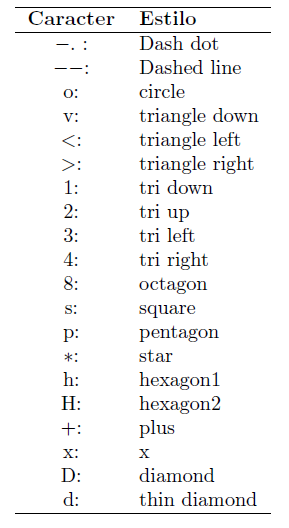 Caracter Estilo
−. : Dash dot
−−: Dashed line
o: circle
v: triangle down
<: triangle left
>: triangle right
1: tri down
2: tri up
3: tri left
4: tri right
8: octagon
s: square
p: pentagon
∗: star
h: hexagon1
H: hexagon2
+: plus
x: x
D: diamond
d: thin diamond